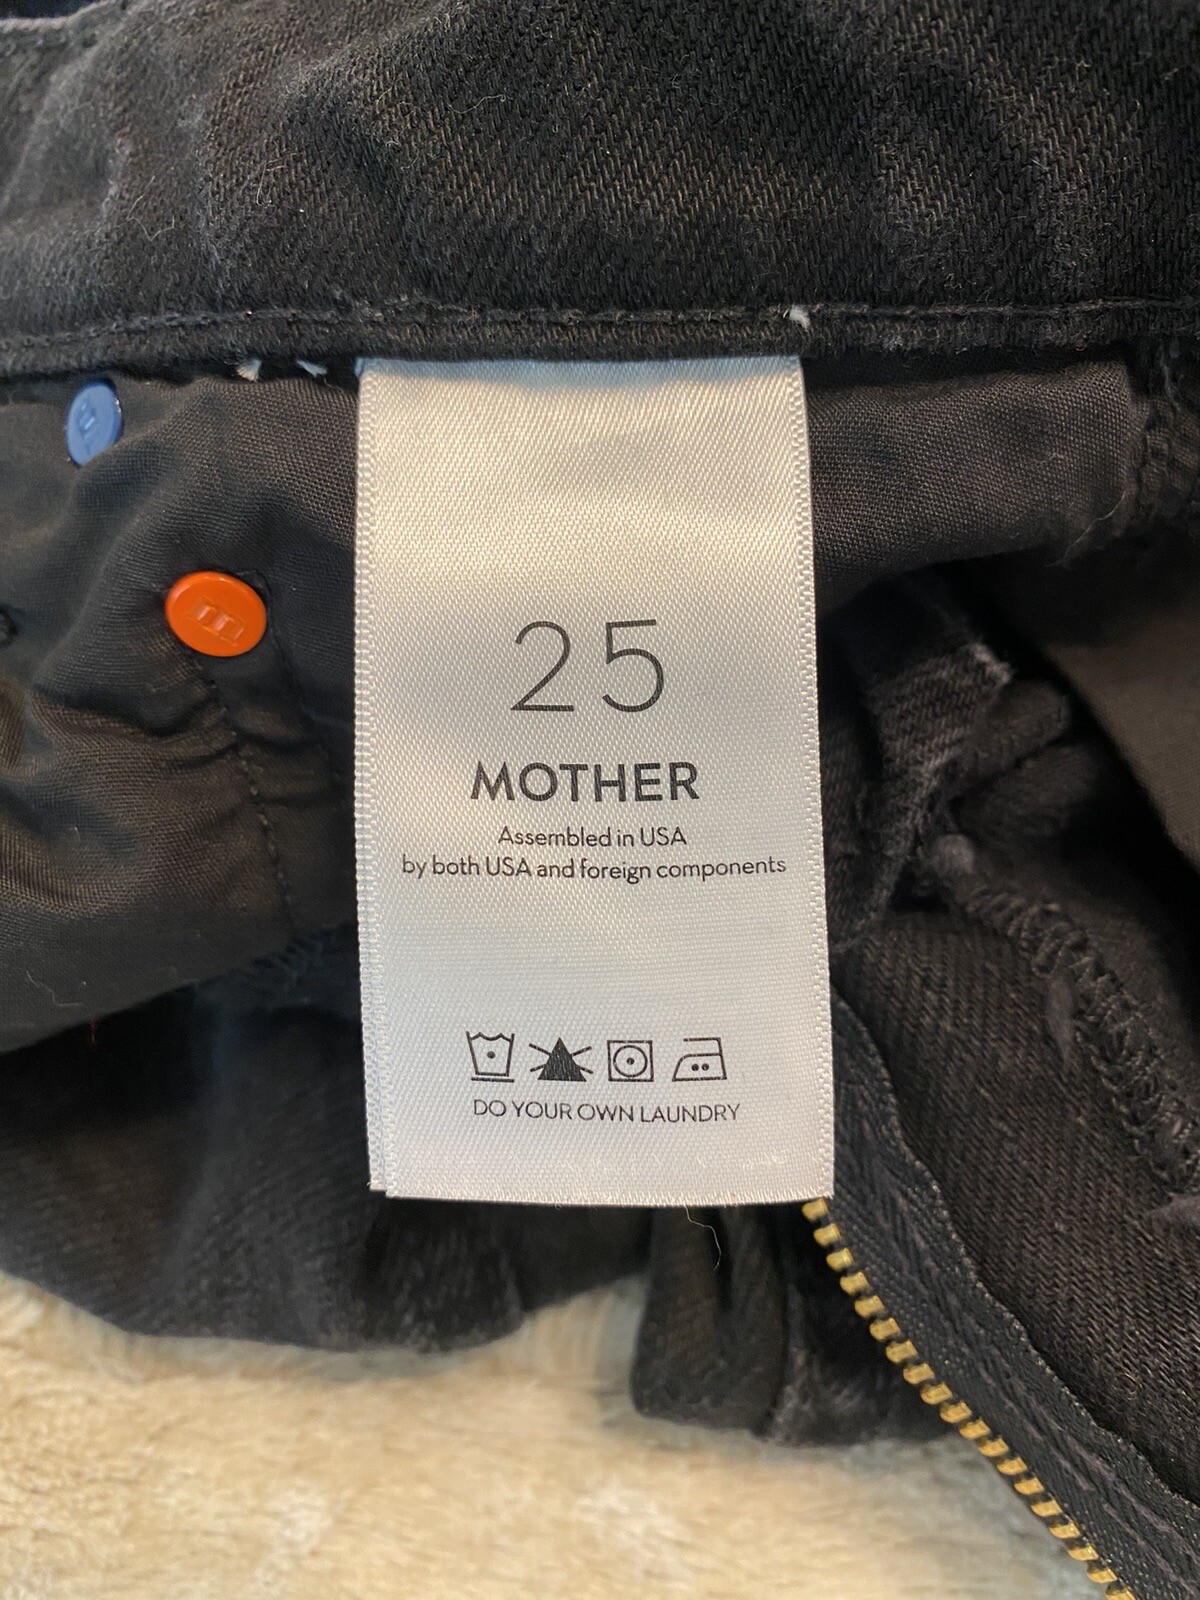 m
m
25
MOTHER
Assembled in USA
by both USA and foreign components
DO YOUR OWN LAUNDRY